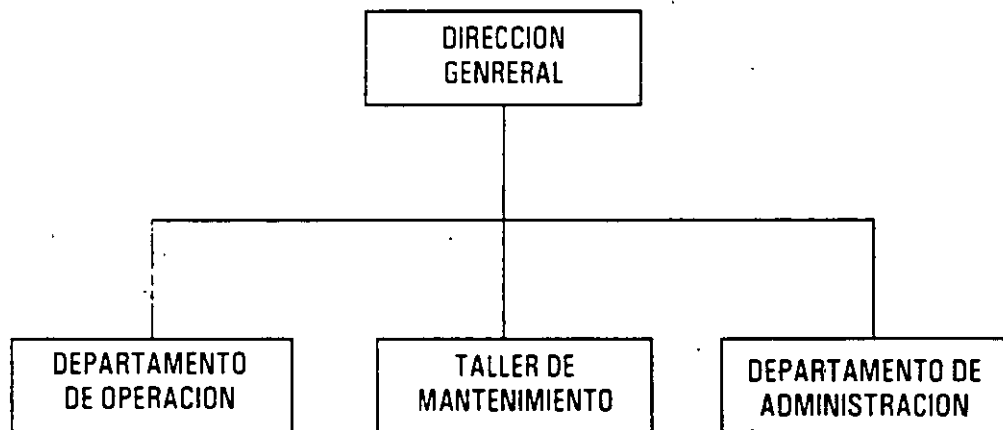 DIRECCION
GENRERAL
DEPARTAMENTO
DE OPERACION
TALLER DE
MANTENIMIENTO
DEPARTAMENTO DE
ADMINISTRACION